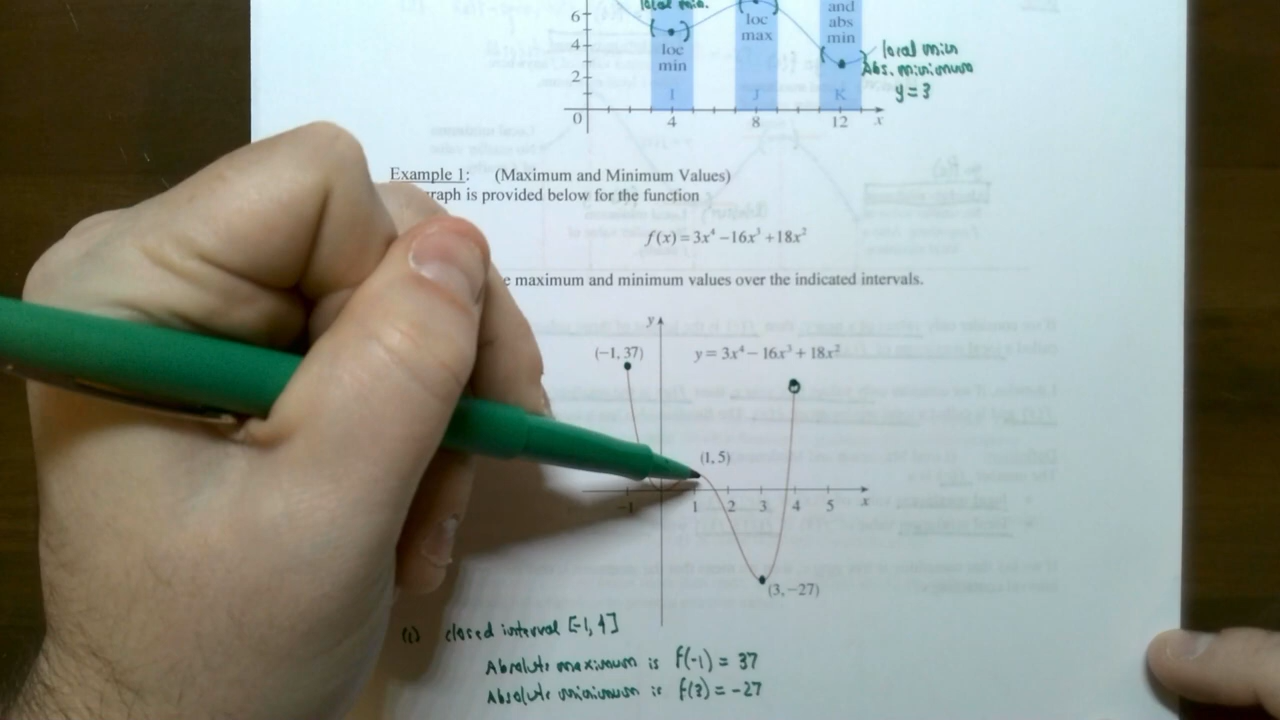 local min.
6
4
2
0
loc
min
I
4
loc
max
J
8
and
abs
min
K
12
x
local min
Abs. minimum
y = 3
Example 1: (Maximum and Minimum Values)
graph is provided below for the function
f(x) = 3x⁴ − 16x³ + 18x²
maximum and minimum values over the indicated intervals.
y
(−1, 37)
y = 3x⁴ − 16x³ + 18x²
(1, 5)
−1 1 2 3 4 5 x
(3, −27)
(i) closed interval [-1, 4]
Absolute maximum is f(-1) = 37
Absolute minimum is f(3) = -27